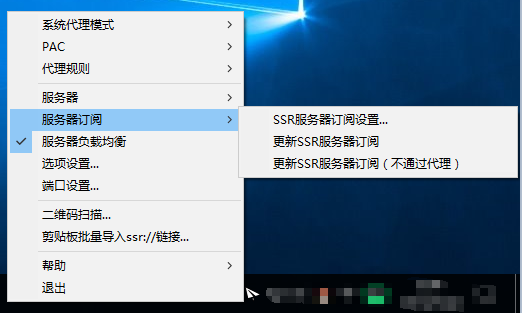 系统代理模式
PAC
代理规则
服务器
服务器订阅
服务器负载均衡
选项设置...
端口设置...
二维码扫描...
剪贴板批量导入ssr://链接...
帮助
退出
SSR服务器订阅设置...
更新SSR服务器订阅
更新SSR服务器订阅（不通过代理）